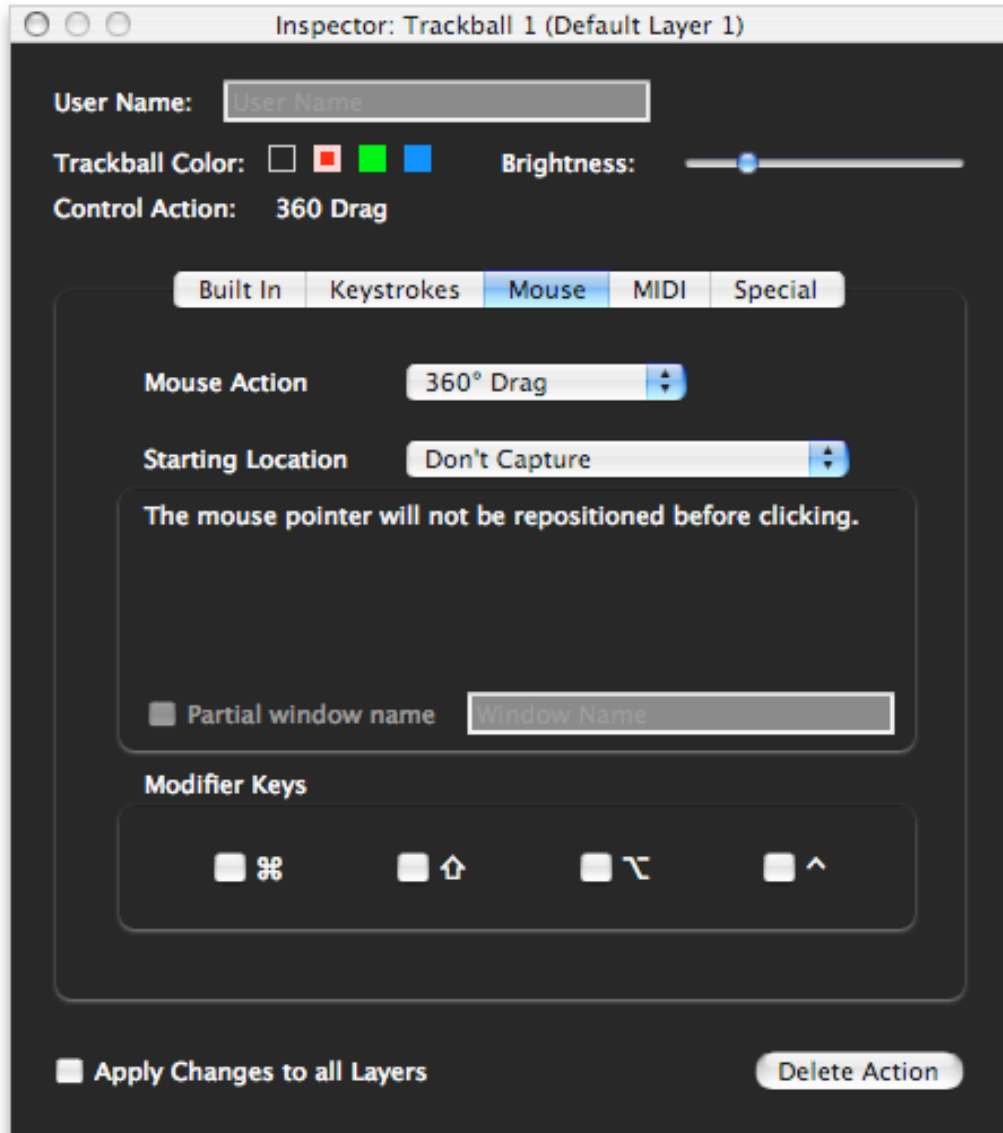 Inspector: Trackball 1 (Default Layer 1)
User Name: User Name
Trackball Color: Brightness:
Control Action: 360 Drag
Built In Keystrokes Mouse MIDI Special
Mouse Action 360° Drag
Starting Location Don't Capture
The mouse pointer will not be repositioned before clicking.
Partial window name Window Name
Modifier Keys
⌘ ⇧ ⌥ ^
Apply Changes to all Layers Delete Action